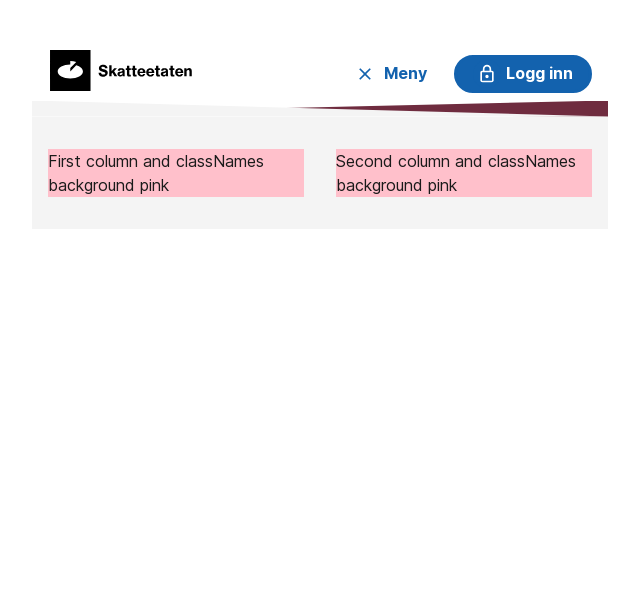 Skatteetaten
Meny
Logg inn
First column and classNames
background pink
Second column and classNames
background pink